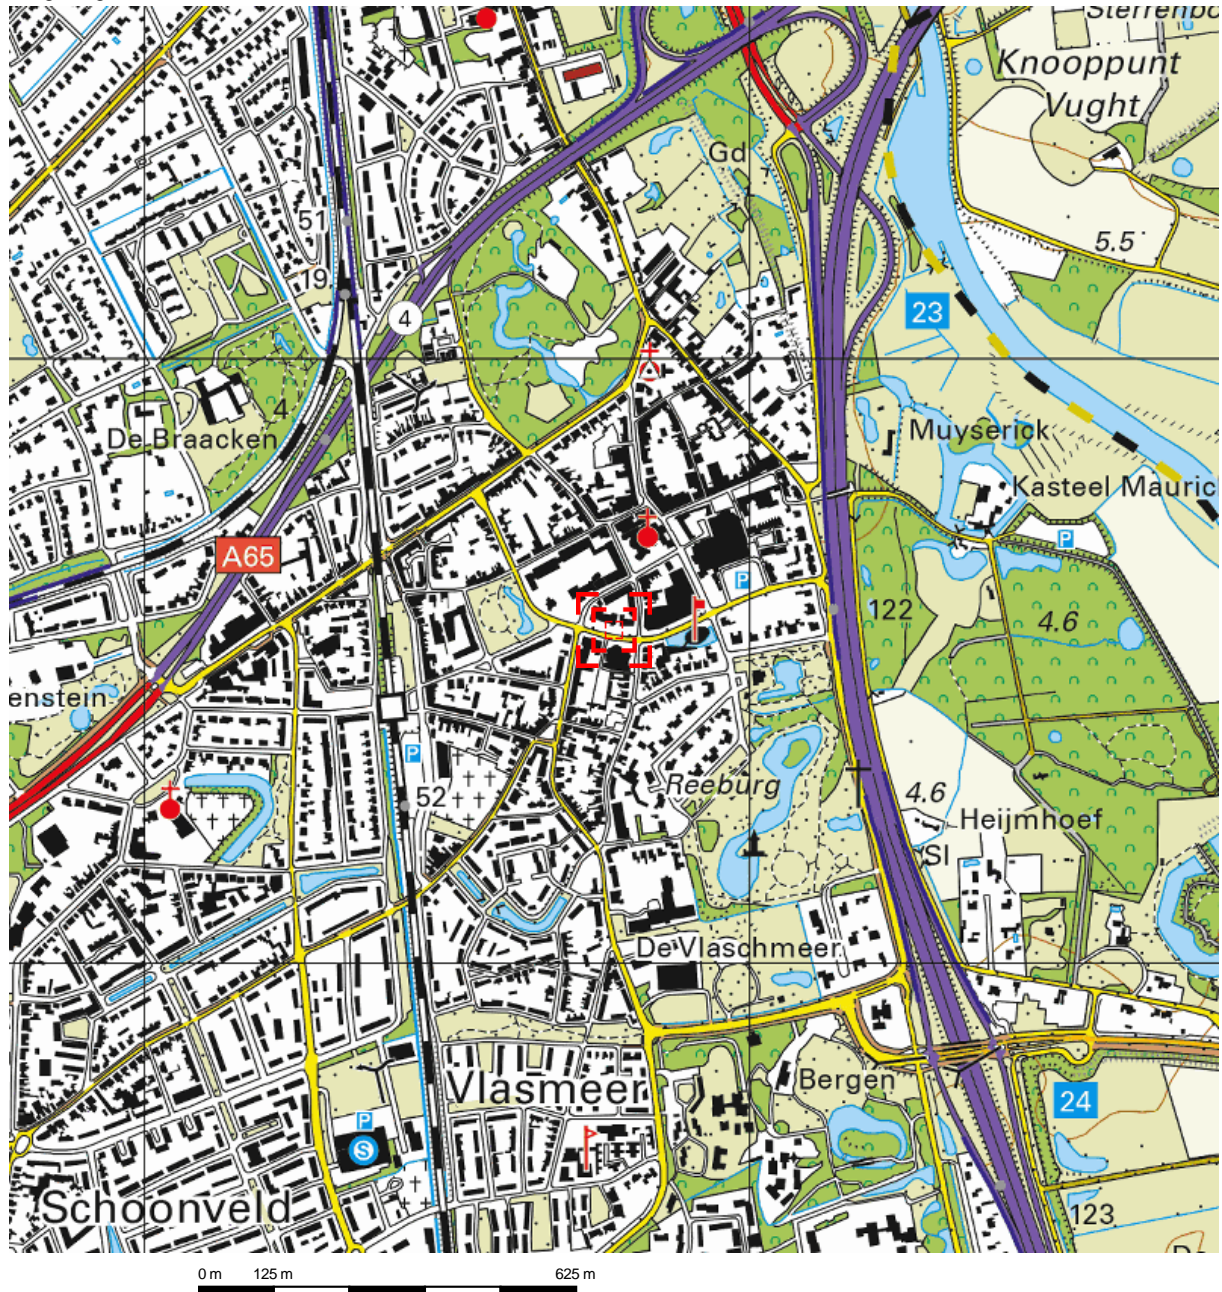 Sterrenbo
Knooppunt
Vught
Gd
51
5.5
19
4
23
4
De Braacken
Muyserick
Kasteel Mauric
P
A65
P
122
4.6
enstein
P
52
Reeburg
4.6
Heijmhoef
Sl
De Vlaschmeer
Vlasmeer
Bergen
24
P
S
Schoonveld
123
De
0 m 125 m 625 m